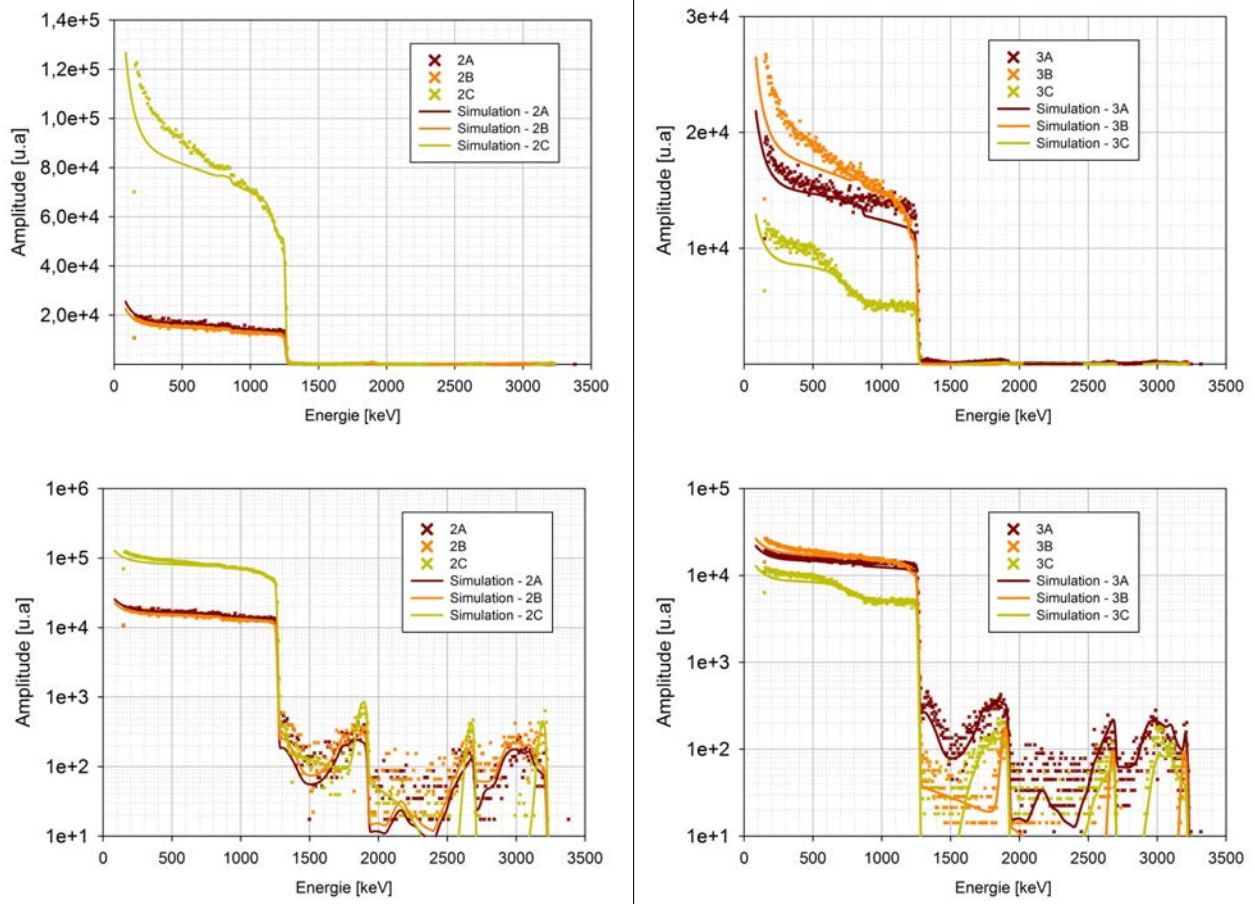 1,4e+5
1,2e+5
1,0e+5
8,0e+4
6,0e+4
4,0e+4
2,0e+4
Amplitude [u.a]
0 500 1000 1500 2000 2500 3000 3500
Energie [keV]
2A
2B
2C
Simulation - 2A
Simulation - 2B
Simulation - 2C
3e+4
2e+4
1e+4
Amplitude [u.a]
0 500 1000 1500 2000 2500 3000 3500
Energie [keV]
3A
3B
3C
Simulation - 3A
Simulation - 3B
Simulation - 3C
1e+6
1e+5
1e+4
1e+3
1e+2
1e+1
Amplitude [u.a]
0 500 1000 1500 2000 2500 3000 3500
Energie [keV]
2A
2B
2C
Simulation - 2A
Simulation - 2B
Simulation - 2C
1e+5
1e+4
1e+3
1e+2
1e+1
Amplitude [u.a]
0 500 1000 1500 2000 2500 3000 3500
Energie [keV]
3A
3B
3C
Simulation - 3A
Simulation - 3B
Simulation - 3C